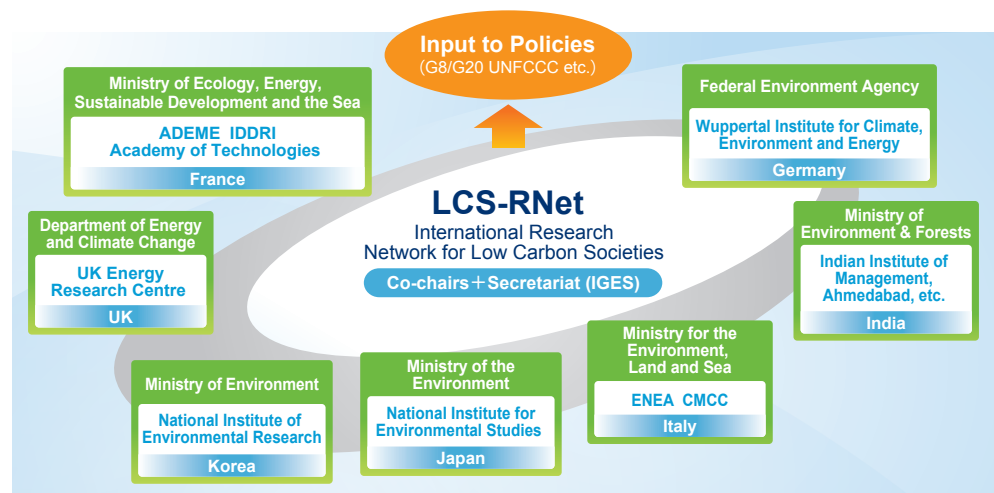 Input to Policies
(G8/G20 UNFCCC etc.)
Ministry of Ecology, Energy,
Sustainable Development and the Sea
ADEME IDDRI
Academy of Technologies
France
Federal Environment Agency
Wuppertal Institute for Climate,
Environment and Energy
Germany
LCS-RNet
International Research
Network for Low Carbon Societies
Co-chairs+Secretariat (IGES)
Department of Energy
and Climate Change
UK Energy
Research Centre
UK
Ministry of
Environment & Forests
Indian Institute of
Management,
Ahmedabad, etc.
India
Ministry of Environment
National Institute of
Environmental Research
Korea
Ministry of the
Environment
National Institute for
Environmental Studies
Japan
Ministry for the
Environment,
Land and Sea
ENEA CMCC
Italy